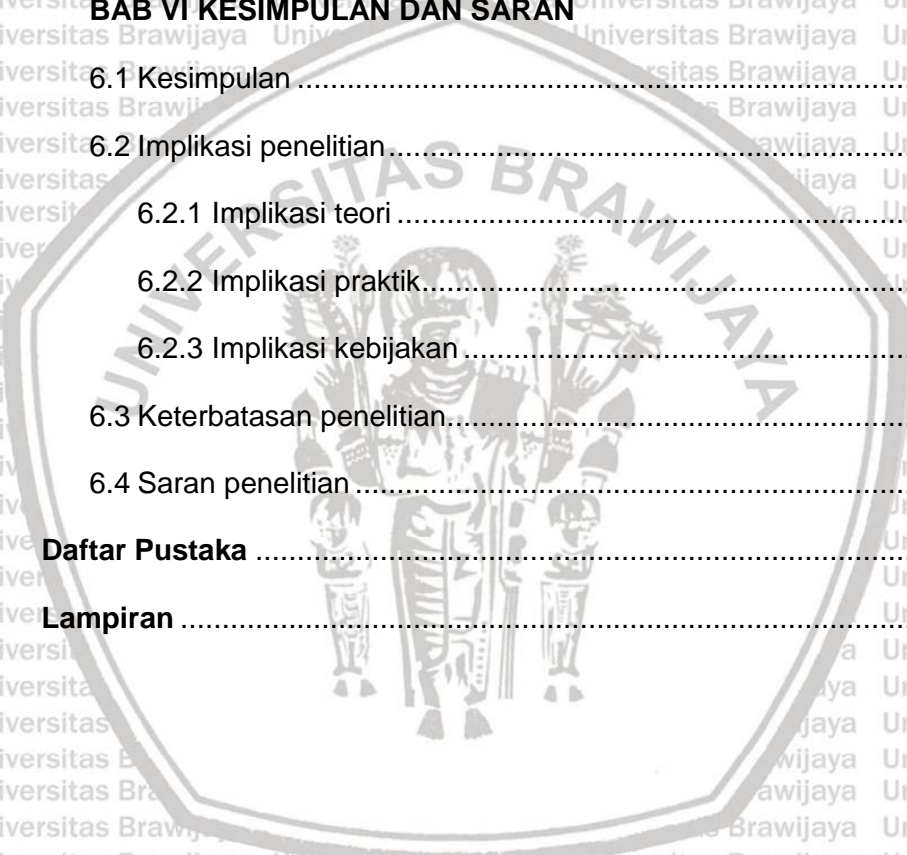 BAB VI KESIMPULAN DAN SARAN
6.1 Kesimpulan ........................................................................
6.2 Implikasi penelitian ..............................................................
6.2.1 Implikasi teori .............................................................
6.2.2 Implikasi praktik..........................................................
6.2.3 Implikasi kebijakan .....................................................
6.3 Keterbatasan penelitian.......................................................
6.4 Saran penelitian ..................................................................
Daftar Pustaka ..............................................................................
Lampiran .......................................................................................
UNIVERSITAS BRAWIJAYA